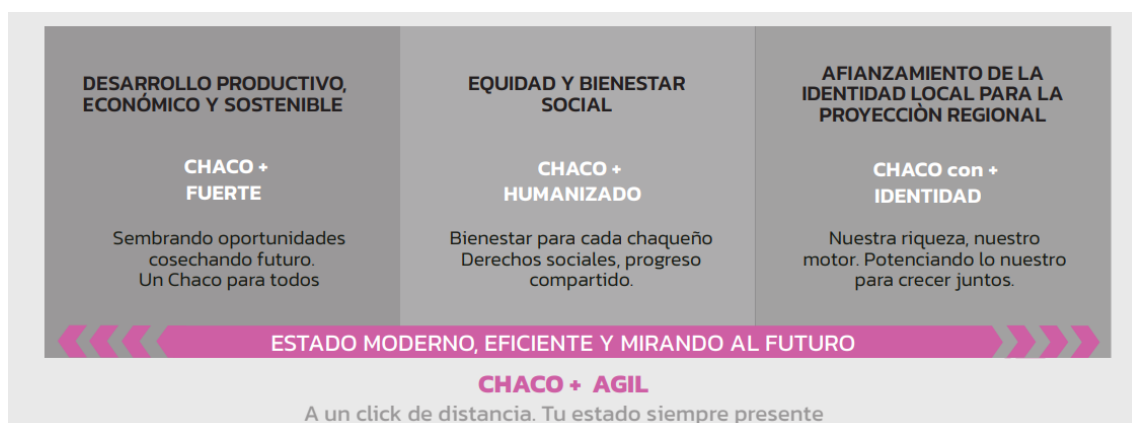 DESARROLLO PRODUCTIVO,
ECONÓMICO Y SOSTENIBLE
CHACO +
FUERTE
Sembrando oportunidades
cosechando futuro.
Un Chaco para todos
EQUIDAD Y BIENESTAR
SOCIAL
CHACO +
HUMANIZADO
Bienestar para cada chaqueño
Derechos sociales, progreso
compartido.
AFIANZAMIENTO DE LA
IDENTIDAD LOCAL PARA LA
PROYECCIÒN REGIONAL
CHACO con +
IDENTIDAD
Nuestra riqueza, nuestro
motor. Potenciando lo nuestro
para crecer juntos.
ESTADO MODERNO, EFICIENTE Y MIRANDO AL FUTURO
CHACO + AGIL
A un click de distancia. Tu estado siempre presente